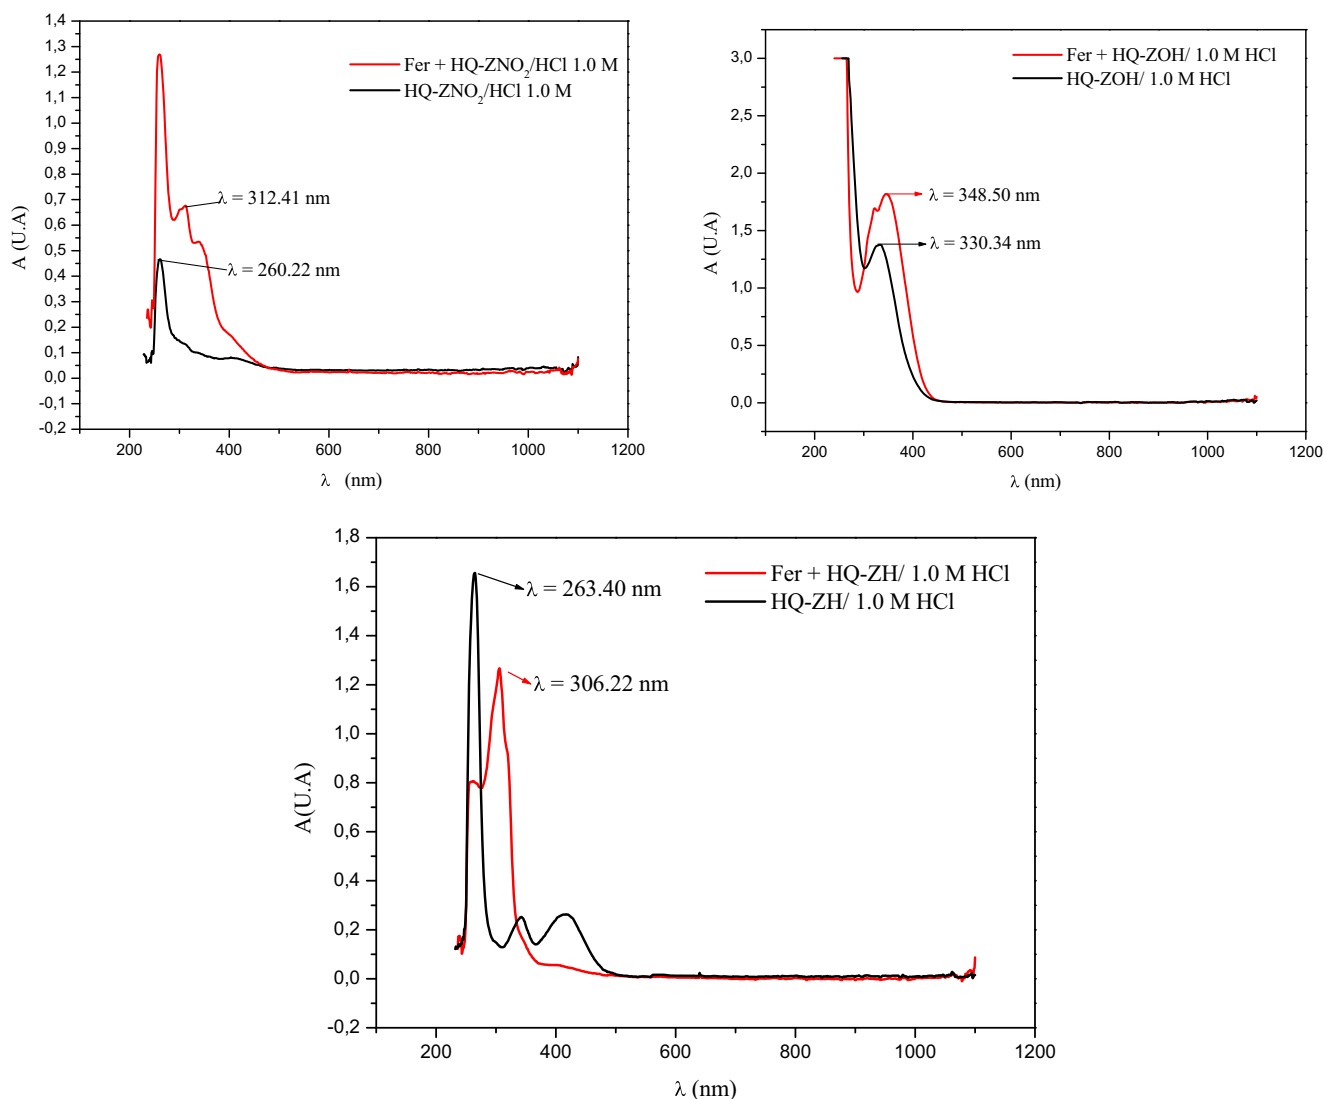 1,4
1,3
1,2
1,1
1,0
0,9
0,8
0,7
0,6
0,5
0,4
0,3
0,2
0,1
0,0
-0,1
-0,2
A (U.A)
Fer + HQ-ZNO₂/HCl 1.0 M
HQ-ZNO₂/HCl 1.0 M
λ = 312.41 nm
λ = 260.22 nm
200 400 600 800 1000 1200
λ (nm)
3,0
2,5
2,0
1,5
1,0
0,5
0,0
A (U.A)
Fer + HQ-ZOH/ 1.0 M HCl
HQ-ZOH/ 1.0 M HCl
λ = 348.50 nm
λ = 330.34 nm
200 400 600 800 1000 1200
λ (nm)
1,8
1,6
1,4
1,2
1,0
0,8
0,6
0,4
0,2
0,0
-0,2
A(U.A)
Fer + HQ-ZH/ 1.0 M HCl
HQ-ZH/ 1.0 M HCl
λ = 263.40 nm
λ = 306.22 nm
200 400 600 800 1000 1200
λ (nm)